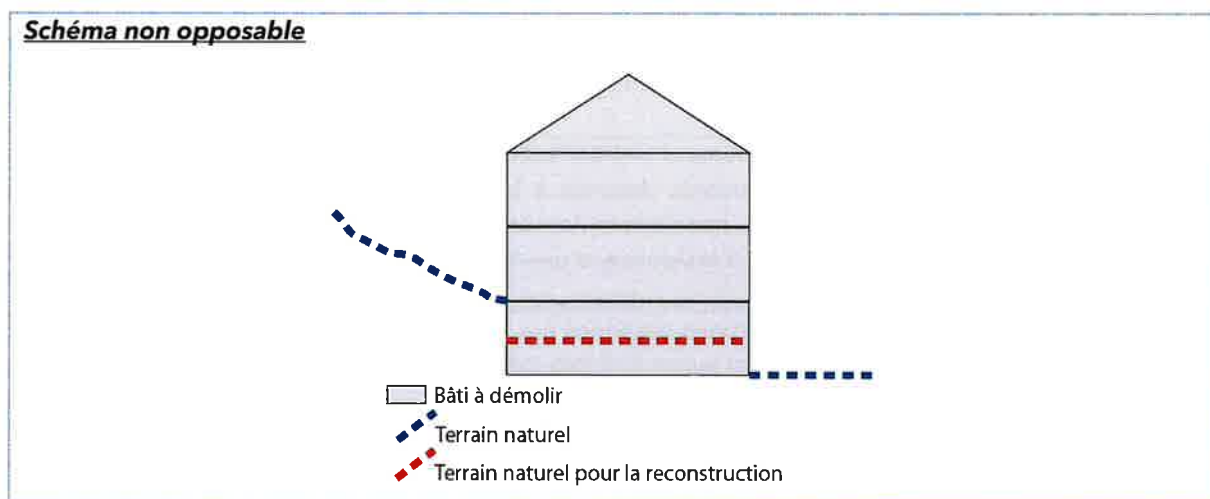 Schéma non opposable
Bâti à démolir
Terrain naturel
Terrain naturel pour la reconstruction